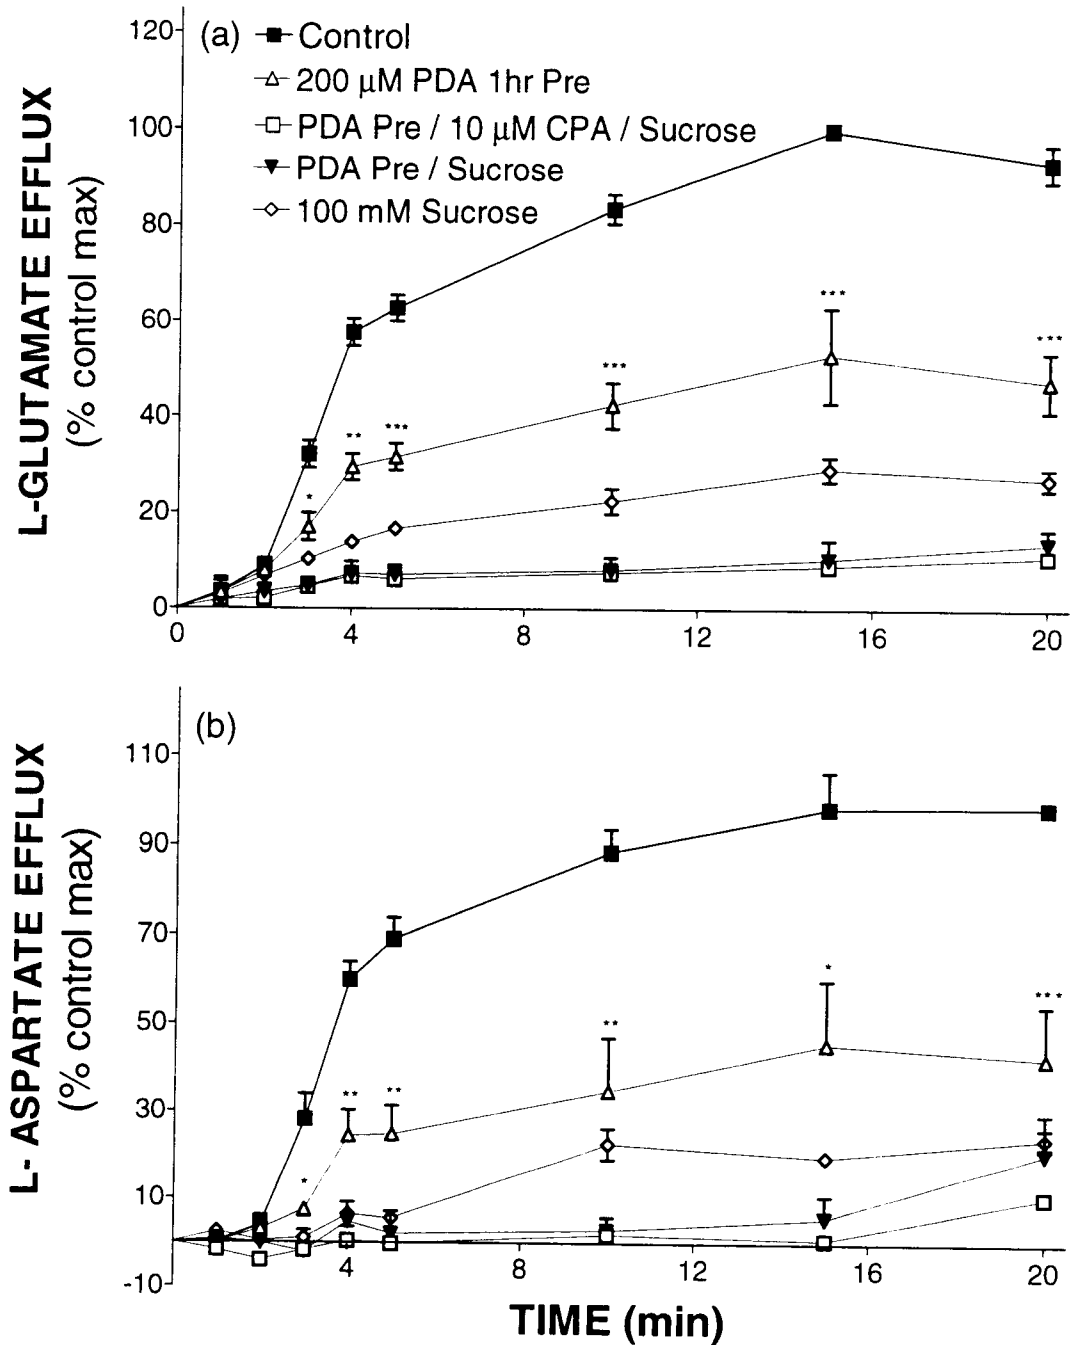 (a)
Control
200 µM PDA 1hr Pre
PDA Pre / 10 µM CPA / Sucrose
PDA Pre / Sucrose
100 mM Sucrose
L-GLUTAMATE EFFLUX
(% control max)
120
100
80
60
40
20
0
* ** *** *** *** ***
0 4 8 12 16 20
(b)
L- ASPARTATE EFFLUX
(% control max)
110
90
70
50
30
10
-10
* ** ** ** * ***
4 8 12 16 20
TIME (min)